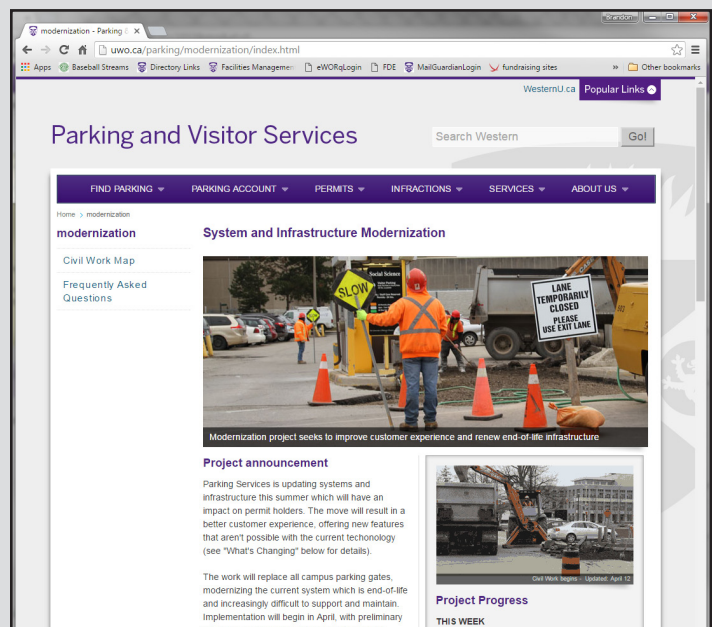 Brandon
modernization - Parking &
uwo.ca/parking/modernization/index.html
Apps Baseball Streams Directory Links Facilities Managemen eWORqLogin FDE MailGuardianLogin fundraising sites » Other bookmarks
WesternU.ca Popular Links
Parking and Visitor Services
Search Western Go!
FIND PARKING PARKING ACCOUNT PERMITS INFRACTIONS SERVICES ABOUT US
Home > modernization
modernization
Civil Work Map
Frequently Asked
Questions
System and Infrastructure Modernization
Social Science
SLOW
LANE
TEMPORARILY
CLOSED
PLEASE
USE EXIT LANE
Modernization project seeks to improve customer experience and renew end-of-life infrastructure
Project announcement
Parking Services is updating systems and
infrastructure this summer which will have an
impact on permit holders. The move will result in a
better customer experience, offering new features
that aren't possible with the current techonology
(see "What's Changing" below for details).
The work will replace all campus parking gates,
modernizing the current system which is end-of-life
and increasingly difficult to support and maintain.
Implementation will begin in April, with preliminary
Civil Work begins - Updated: April 12
Project Progress
THIS WEEK